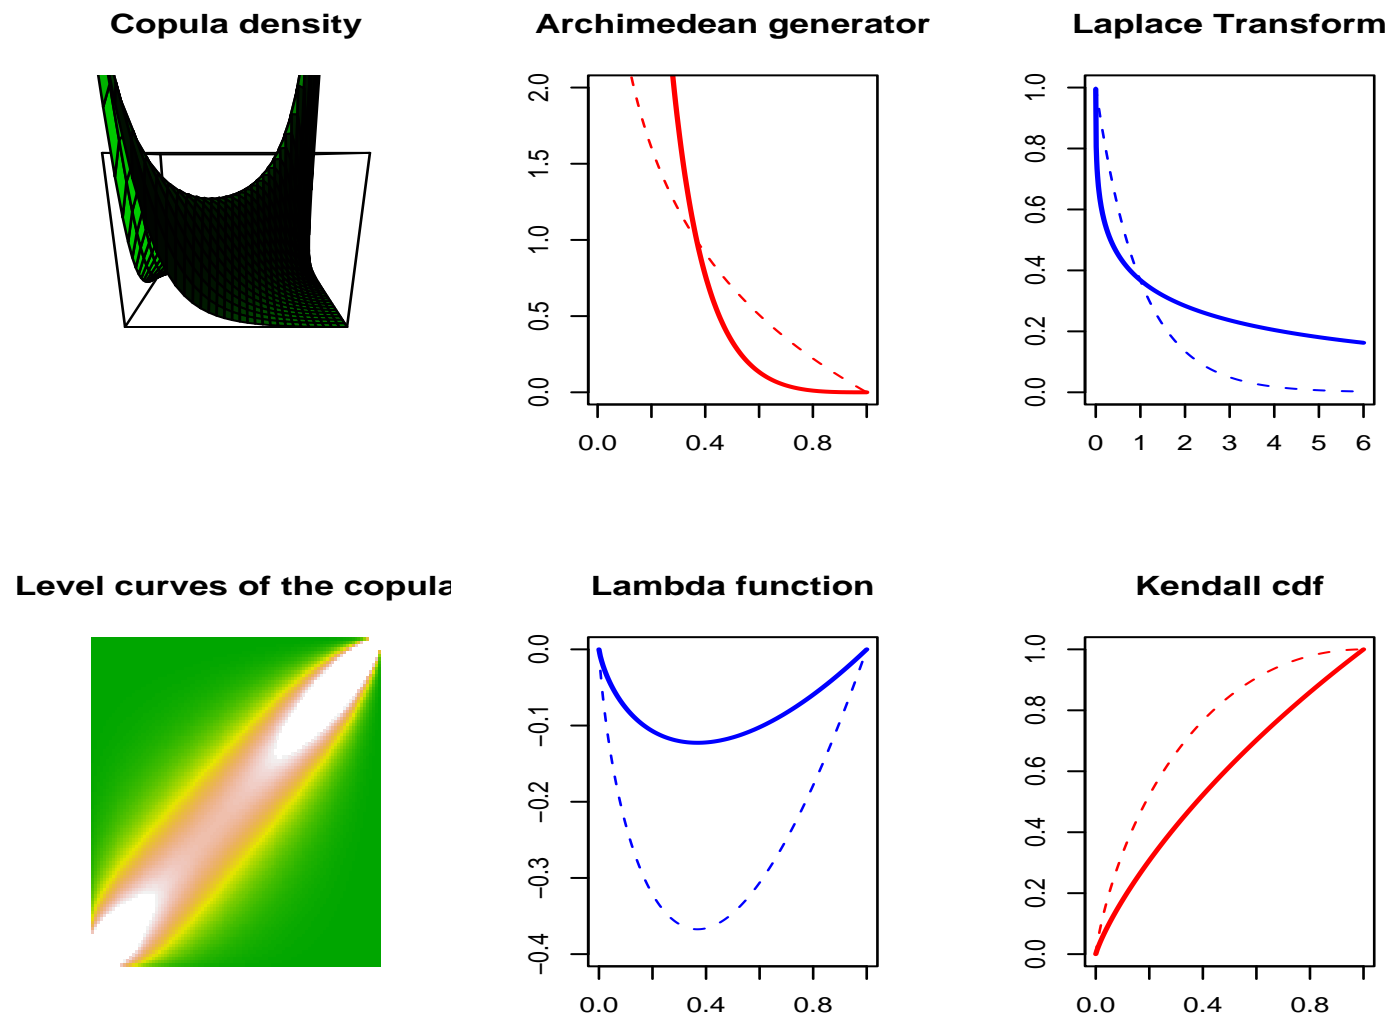 Copula density
Archimedean generator
Laplace Transform
2.0
1.5
1.0
0.5
0.0
0.0 0.4 0.8
1.0
0.8
0.6
0.4
0.2
0.0
0 1 2 3 4 5 6
Level curves of the copula
Lambda function
Kendall cdf
0.0
−0.1
−0.2
−0.3
−0.4
0.0 0.4 0.8
1.0
0.8
0.6
0.4
0.2
0.0
0.0 0.4 0.8